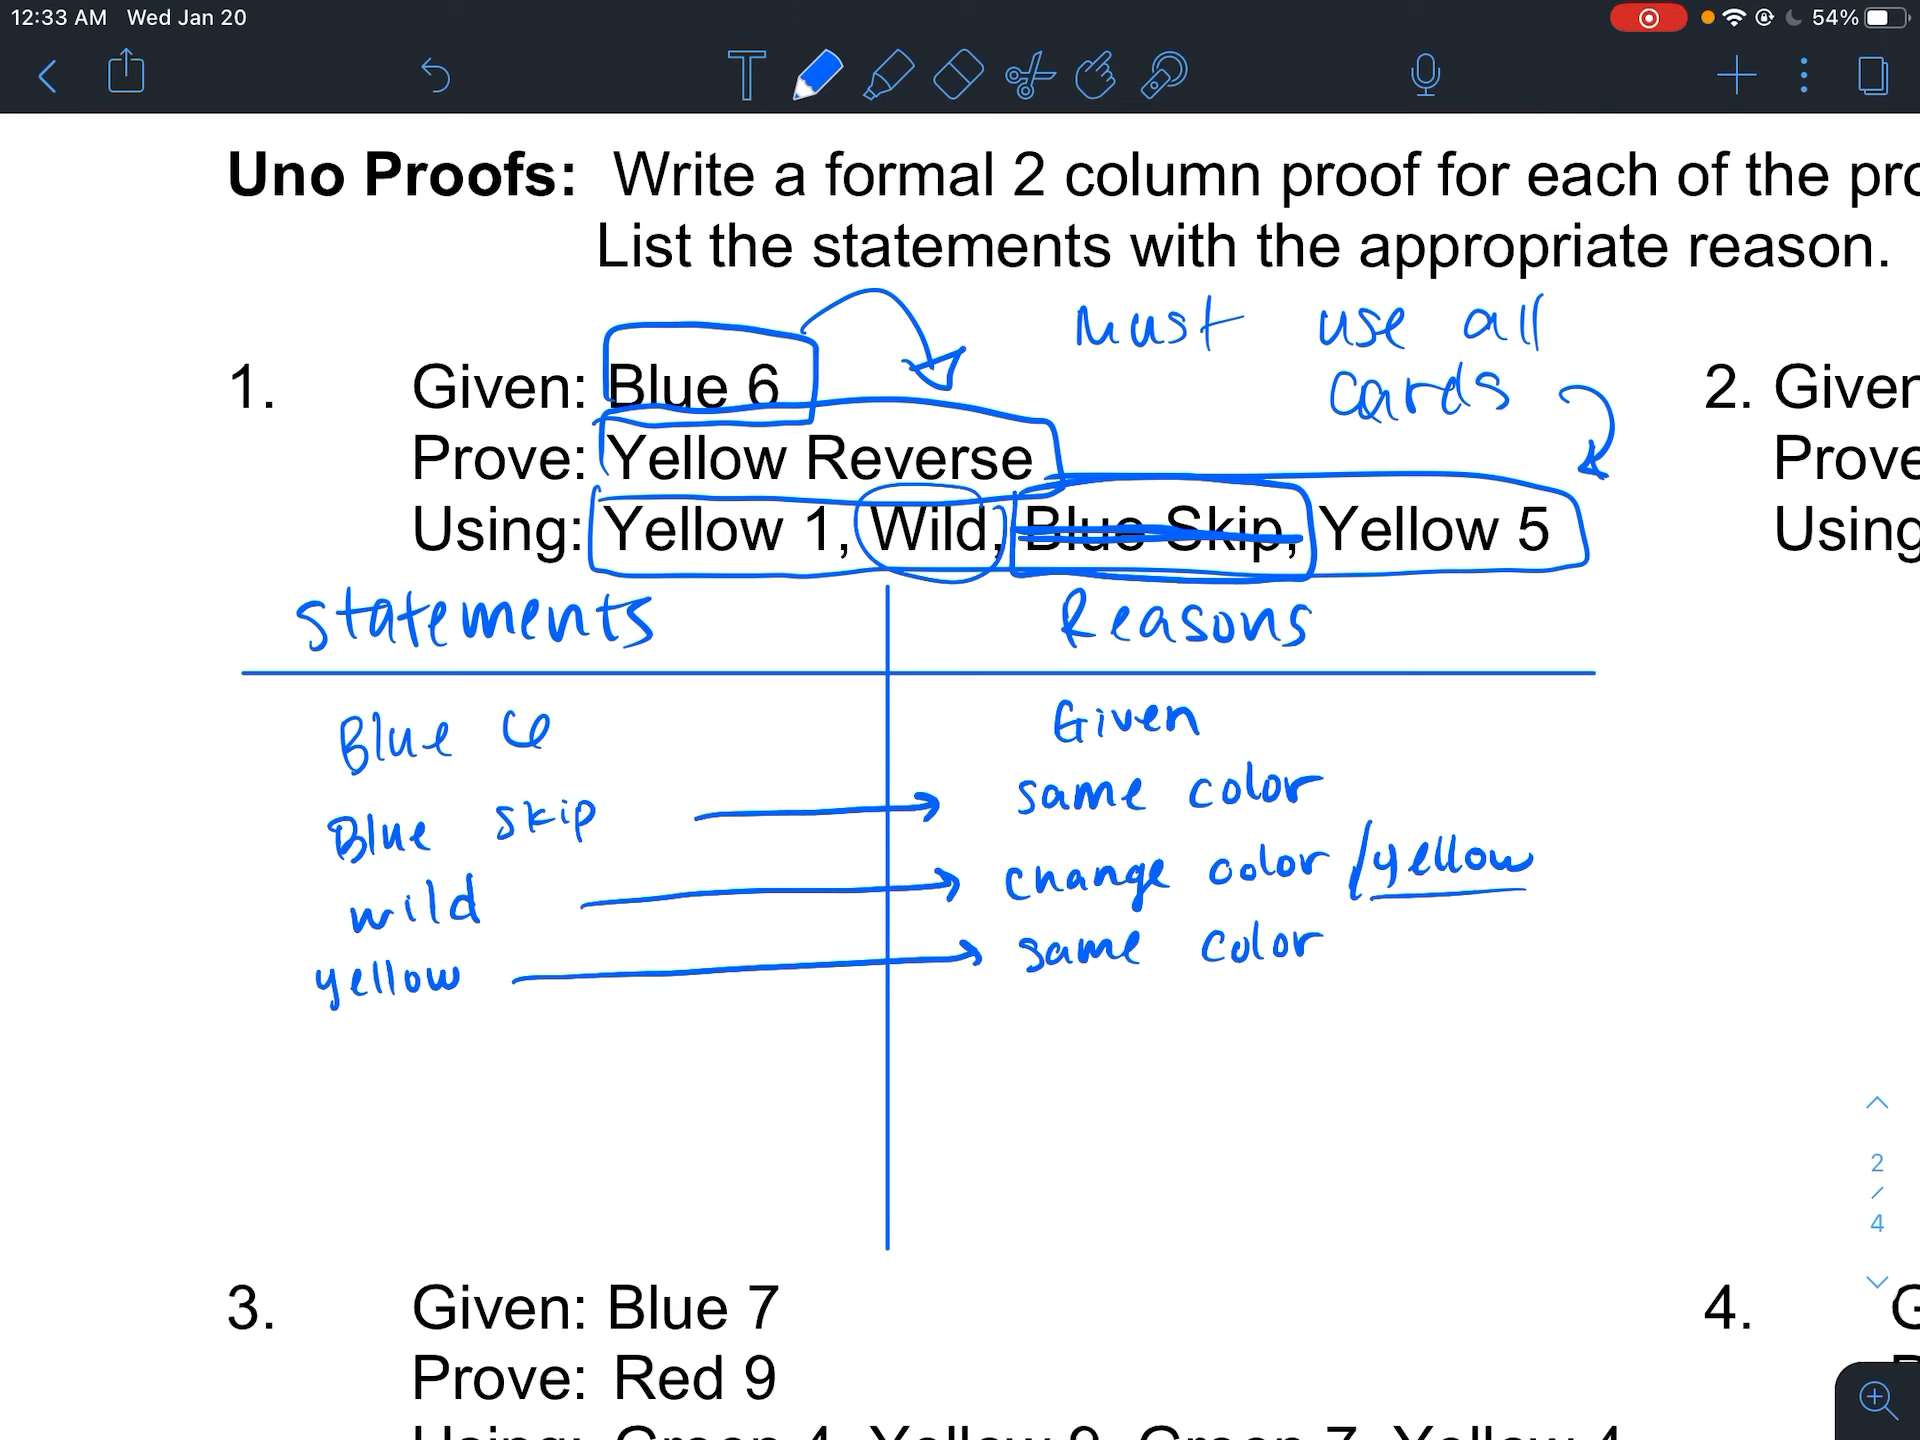 12:33 AM Wed Jan 20
54%
T
Uno Proofs: Write a formal 2 column proof for each of the pro
List the statements with the appropriate reason.
Must use all
cards
1. Given: Blue 6
Prove: Yellow Reverse
Using: Yellow 1, Wild, Blue Skip, Yellow 5
2. Given
Prove
Using
Statements Reasons
Blue 6 Given
Blue skip same color
wild change color / yellow
yellow same color
2
/
4
3. Given: Blue 7
Prove: Red 9
4. G